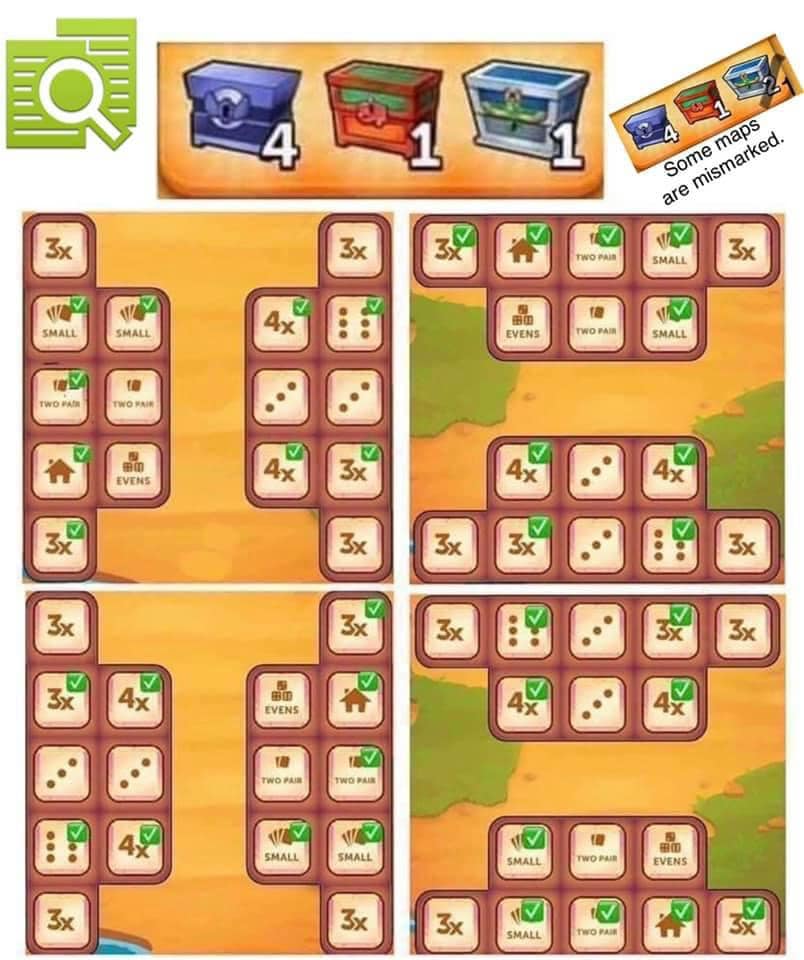 4 1 1
4 1 2 1
Some maps
are mismarked.
3x 3x
SMALL SMALL 4x
TWO PAIR TWO PAIR
EVENS 4x 3x
3x 3x
3x TWO PAIR SMALL 3x
EVENS TWO PAIR SMALL
4x 4x
3x 3x 3x
3x 3x
3x 4x EVENS
TWO PAIR TWO PAIR
4x SMALL SMALL
3x 3x
3x 3x 3x
4x 4x
SMALL TWO PAIR EVENS
3x SMALL TWO PAIR 3x